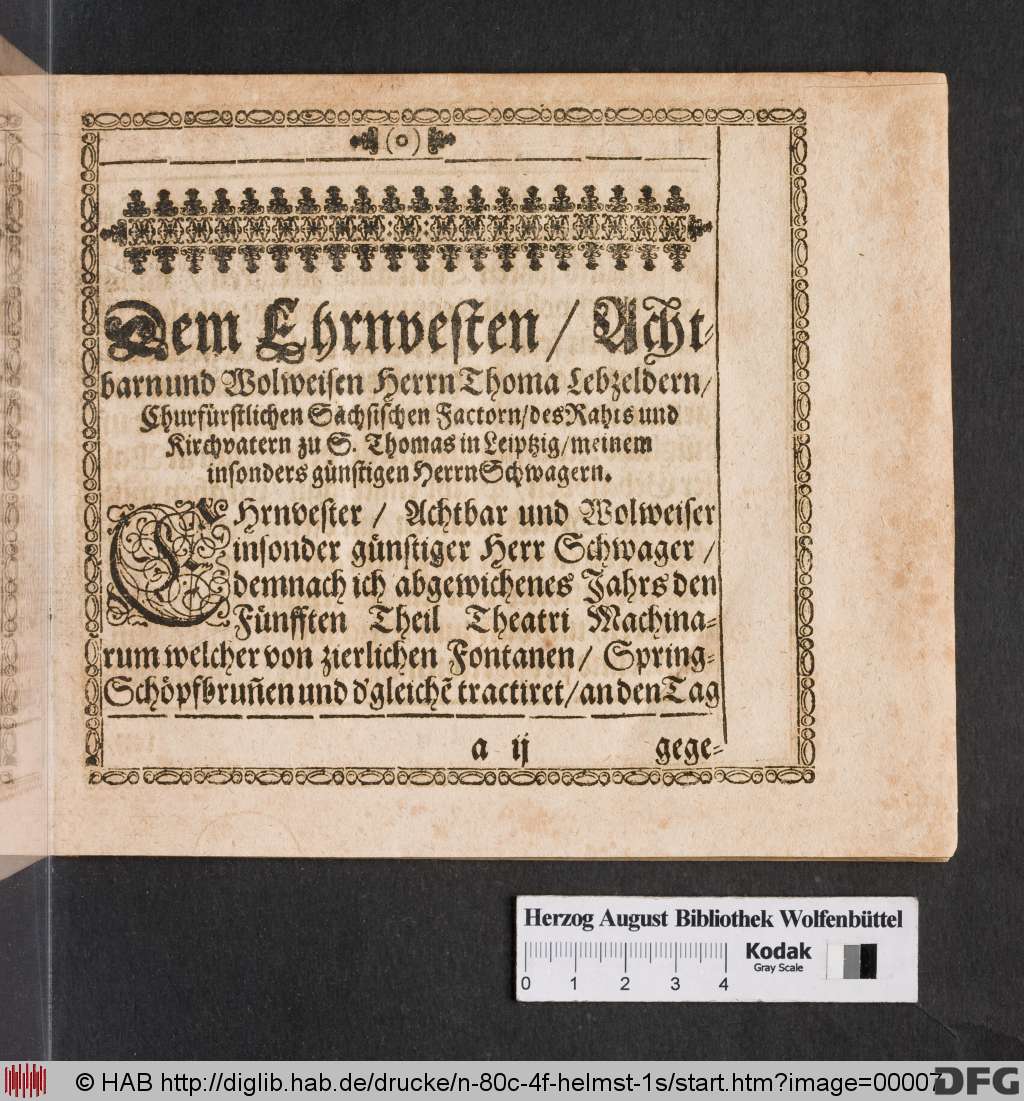 (o)
Dem Ehrnvesten / Acht-
barn und Wolweisen Herrn Thoma Lebzeldern /
Churfürstlichen Sächsischen Factorn / des Rahts und
Kirchvatern zu S. Thomas in Leiptzig / meinem
insonders günstigen Herrn Schwagern.
EHrnvester / Achtbar und Wolweiser
insonder günstiger Herr Schwager /
demnach ich abgewichenes Jahrs den
Fünfften Theil Theatri Machina-
rum welcher von zierlichen Fontanen / Spring-
Schöpfbruñen und d'gleichẽ tractiret / an den Tag
a ij gege-
Herzog August Bibliothek Wolfenbüttel
Kodak
Gray Scale
0 1 2 3 4
© HAB http://diglib.hab.de/drucke/n-80c-4f-helmst-1s/start.htm?image=00007
DFG